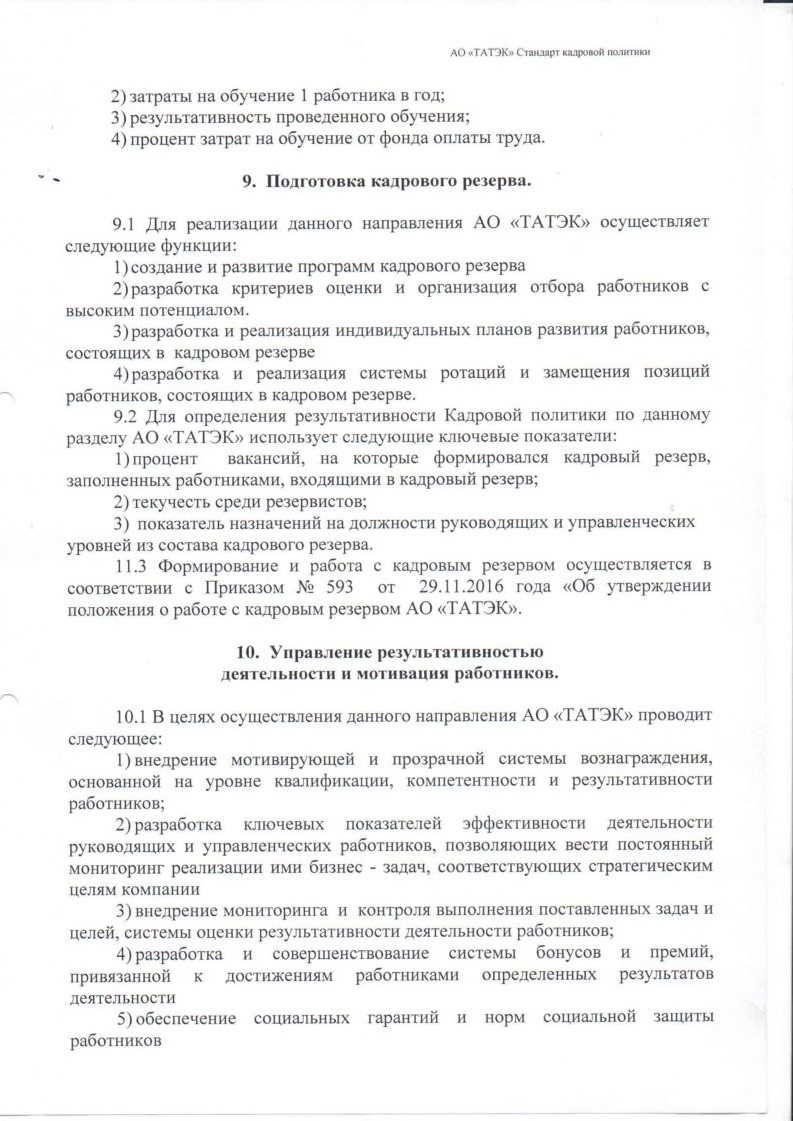 АО «ТАТЭК» Стандарт кадровой политики
2) затраты на обучение 1 работника в год;
3) результативность проведенного обучения;
4) процент затрат на обучение от фонда оплаты труда.
9. Подготовка кадрового резерва.
9.1 Для реализации данного направления АО «ТАТЭК» осуществляет
следующие функции:
1) создание и развитие программ кадрового резерва
2) разработка критериев оценки и организация отбора работников с
высоким потенциалом.
3) разработка и реализация индивидуальных планов развития работников,
состоящих в кадровом резерве
4) разработка и реализация системы ротаций и замещения позиций
работников, состоящих в кадровом резерве.
9.2 Для определения результативности Кадровой политики по данному
разделу АО «ТАТЭК» использует следующие ключевые показатели:
1) процент вакансий, на которые формировался кадровый резерв,
заполненных работниками, входящими в кадровый резерв;
2) текучесть среди резервистов;
3) показатель назначений на должности руководящих и управленческих
уровней из состава кадрового резерва.
11.3 Формирование и работа с кадровым резервом осуществляется в
соответствии с Приказом № 593 от 29.11.2016 года «Об утверждении
положения о работе с кадровым резервом АО «ТАТЭК».
10. Управление результативностью
деятельности и мотивация работников.
10.1 В целях осуществления данного направления АО «ТАТЭК» проводит
следующее:
1) внедрение мотивирующей и прозрачной системы вознаграждения,
основанной на уровне квалификации, компетентности и результативности
работников;
2) разработка ключевых показателей эффективности деятельности
руководящих и управленческих работников, позволяющих вести постоянный
мониторинг реализации ими бизнес - задач, соответствующих стратегическим
целям компании
3) внедрение мониторинга и контроля выполнения поставленных задач и
целей, системы оценки результативности деятельности работников;
4) разработка и совершенствование системы бонусов и премий,
привязанной к достижениям работниками определенных результатов
деятельности
5) обеспечение социальных гарантий и норм социальной защиты
работников